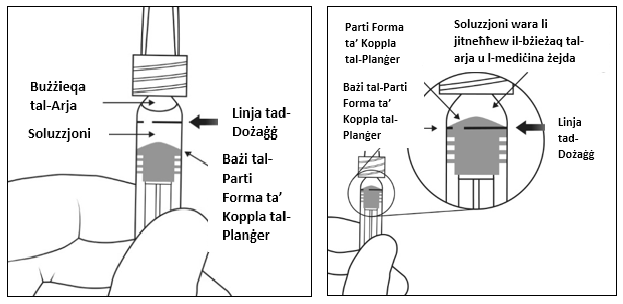 Bużżieqa
tal-Arja
Soluzzjoni
Linja tad-
Dożaġġ
Bażi tal-
Parti
Forma ta’
Koppla tal-
Planġer
Parti Forma
ta’ Koppla
tal-Planġer
Soluzzjoni wara li
jitneħħew il-bżieżaq tal-
arja u l-mediċina żejda
Bażi tal-Parti
Forma ta’
Koppla tal-
Planġer
Linja
tad-
Dożaġġ